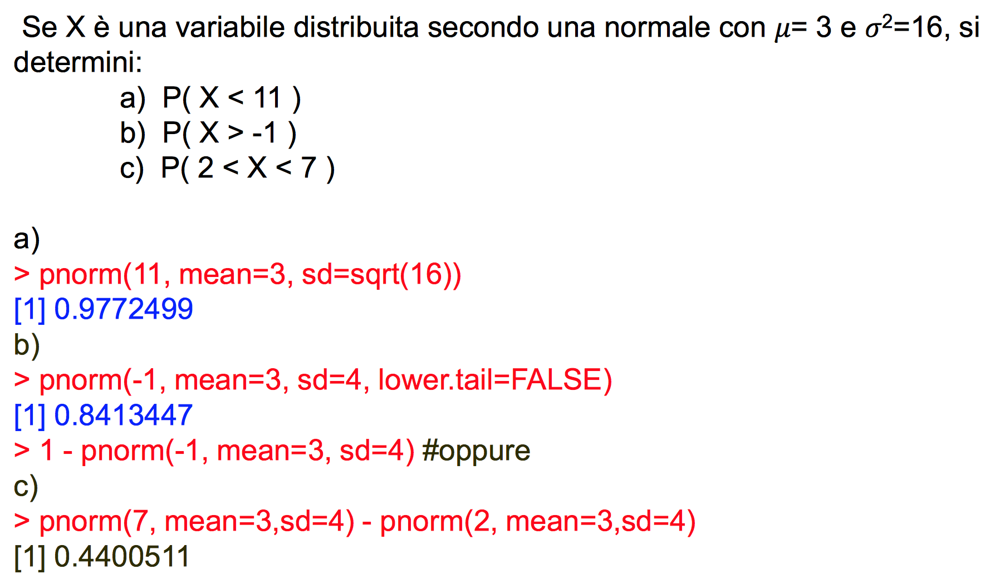 Se X è una variabile distribuita secondo una normale con μ= 3 e σ²=16, si
determini:
a) P( X < 11 )
b) P( X > -1 )
c) P( 2 < X < 7 )
a)
> pnorm(11, mean=3, sd=sqrt(16))
[1] 0.9772499
b)
> pnorm(-1, mean=3, sd=4, lower.tail=FALSE)
[1] 0.8413447
> 1 - pnorm(-1, mean=3, sd=4) #oppure
c)
> pnorm(7, mean=3,sd=4) - pnorm(2, mean=3,sd=4)
[1] 0.4400511